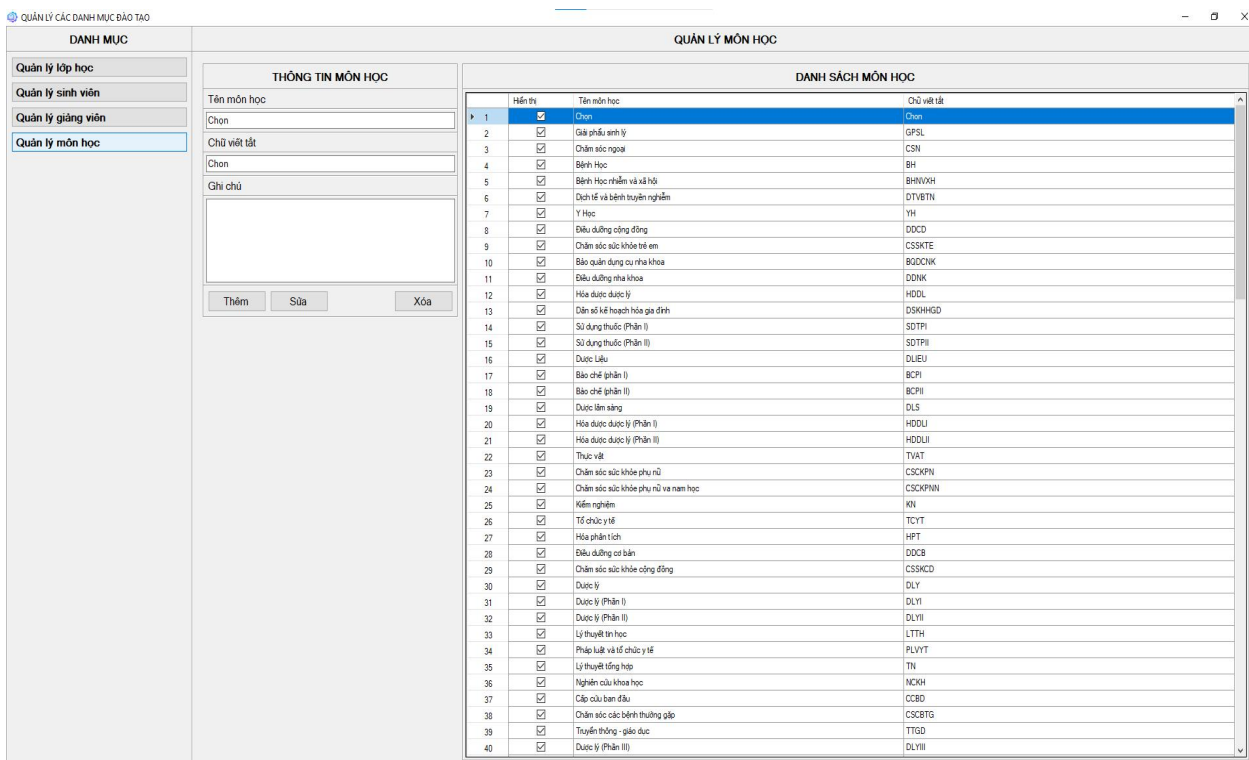 QUẢN LÝ CÁC DANH MỤC ĐÀO TẠO
DANH MỤC
Quản lý lớp học
Quản lý sinh viên
Quản lý giảng viên
Quản lý môn học
QUẢN LÝ MÔN HỌC
THÔNG TIN MÔN HỌC
Tên môn học
Chọn
Chữ viết tắt
Chon
Ghi chú
Thêm Sửa Xóa
DANH SÁCH MÔN HỌC
Hiển thị Tên môn học Chữ viết tắt
1 Chọn Chon
2 Giải phẩu sinh lý GPSL
3 Chăm sóc ngoại CSN
4 Bệnh Học BH
5 Bệnh Học nhiễm và xã hội BHNVXH
6 Dịch tể và bệnh truyền nghiễm DTVBTN
7 Y Học YH
8 Điều dưỡng cộng đồng DDCD
9 Chăm sóc sức khỏe trẻ em CSSKTE
10 Bảo quản dụng cụ nha khoa BQDCNK
11 Điều dưỡng nha khoa DDNK
12 Hóa dược dược lý HDDL
13 Dân số kế hoạch hóa gia đình DSKHHGD
14 Sử dụng thuốc (Phần I) SDTPI
15 Sử dụng thuốc (Phần II) SDTPII
16 Dược Liệu DLIEU
17 Bào chế (phần I) BCPI
18 Bào chế (phần II) BCPII
19 Dược lâm sàng DLS
20 Hóa dược dược lý (Phần I) HDDLI
21 Hóa dược dược lý (Phần II) HDDLII
22 Thực vật TVAT
23 Chăm sóc sức khỏe phụ nữ CSCKPN
24 Chăm sóc sức khỏe phụ nữ va nam học CSCKPNN
25 Kiểm nghiệm KN
26 Tổ chức y tế TCYT
27 Hóa phân tích HPT
28 Điều dưỡng cơ bản DDCB
29 Chăm sóc sức khỏe cộng đồng CSSKCD
30 Dược lý DLY
31 Dược lý (Phần I) DLYI
32 Dược lý (Phần II) DLYII
33 Lý thuyết tin học LTTH
34 Pháp luật và tổ chức y tế PLVYT
35 Lý thuyết tổng hợp TN
36 Nghiên cứu khoa học NCKH
37 Cấp cứu ban đầu CCBD
38 Chăm sóc các bệnh thường gặp CSCBTG
39 Truyền thông - giáo dục TTGD
40 Dược lý (Phần III) DLYIII